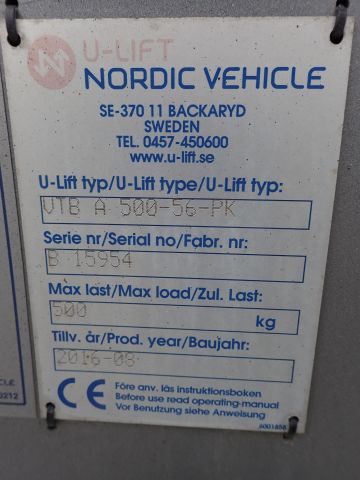 U-LIFT
NORDIC VEHICLE
SE-370 11 BACKARYD
SWEDEN
TEL. 0457-450600
www.u-lift.se
U-Lift typ/U-Lift type/U-Lift typ:
VTB A 500-56-PK
Serie nr/Serial no/Fabr. nr:
B 15954
Max last/Max load/Zul. Last:
500 kg
Tillv. år/Prod. year/Baujahr:
2016-08
CE
Före anv. läs instruktionsboken
Before use read operating manual
Vor Benutzung siehe Anweisung
6001858
CLE
0212